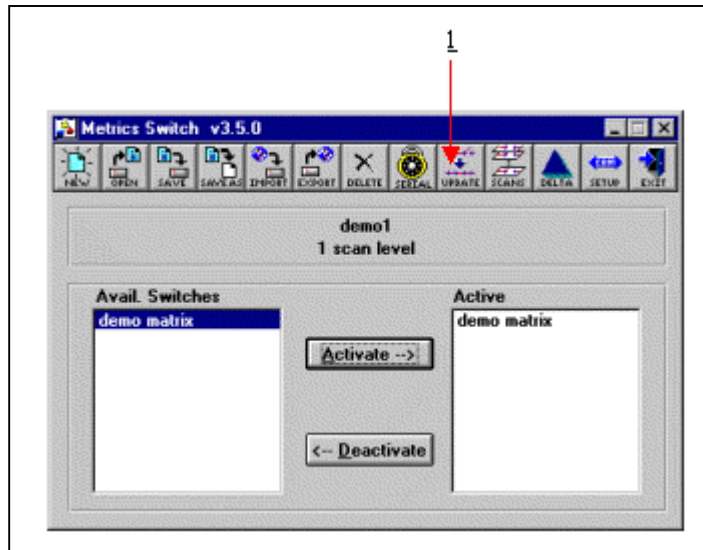 1
Metrics Switch v3.5.0
NEW OPEN SAVE SAVE AS IMPORT EXPORT DELETE SERIAL UPDATE SCANS DELTA SETUP EXIT
demo1
1 scan level
Avail. Switches Active
demo matrix demo matrix
Activate -->
<-- Deactivate